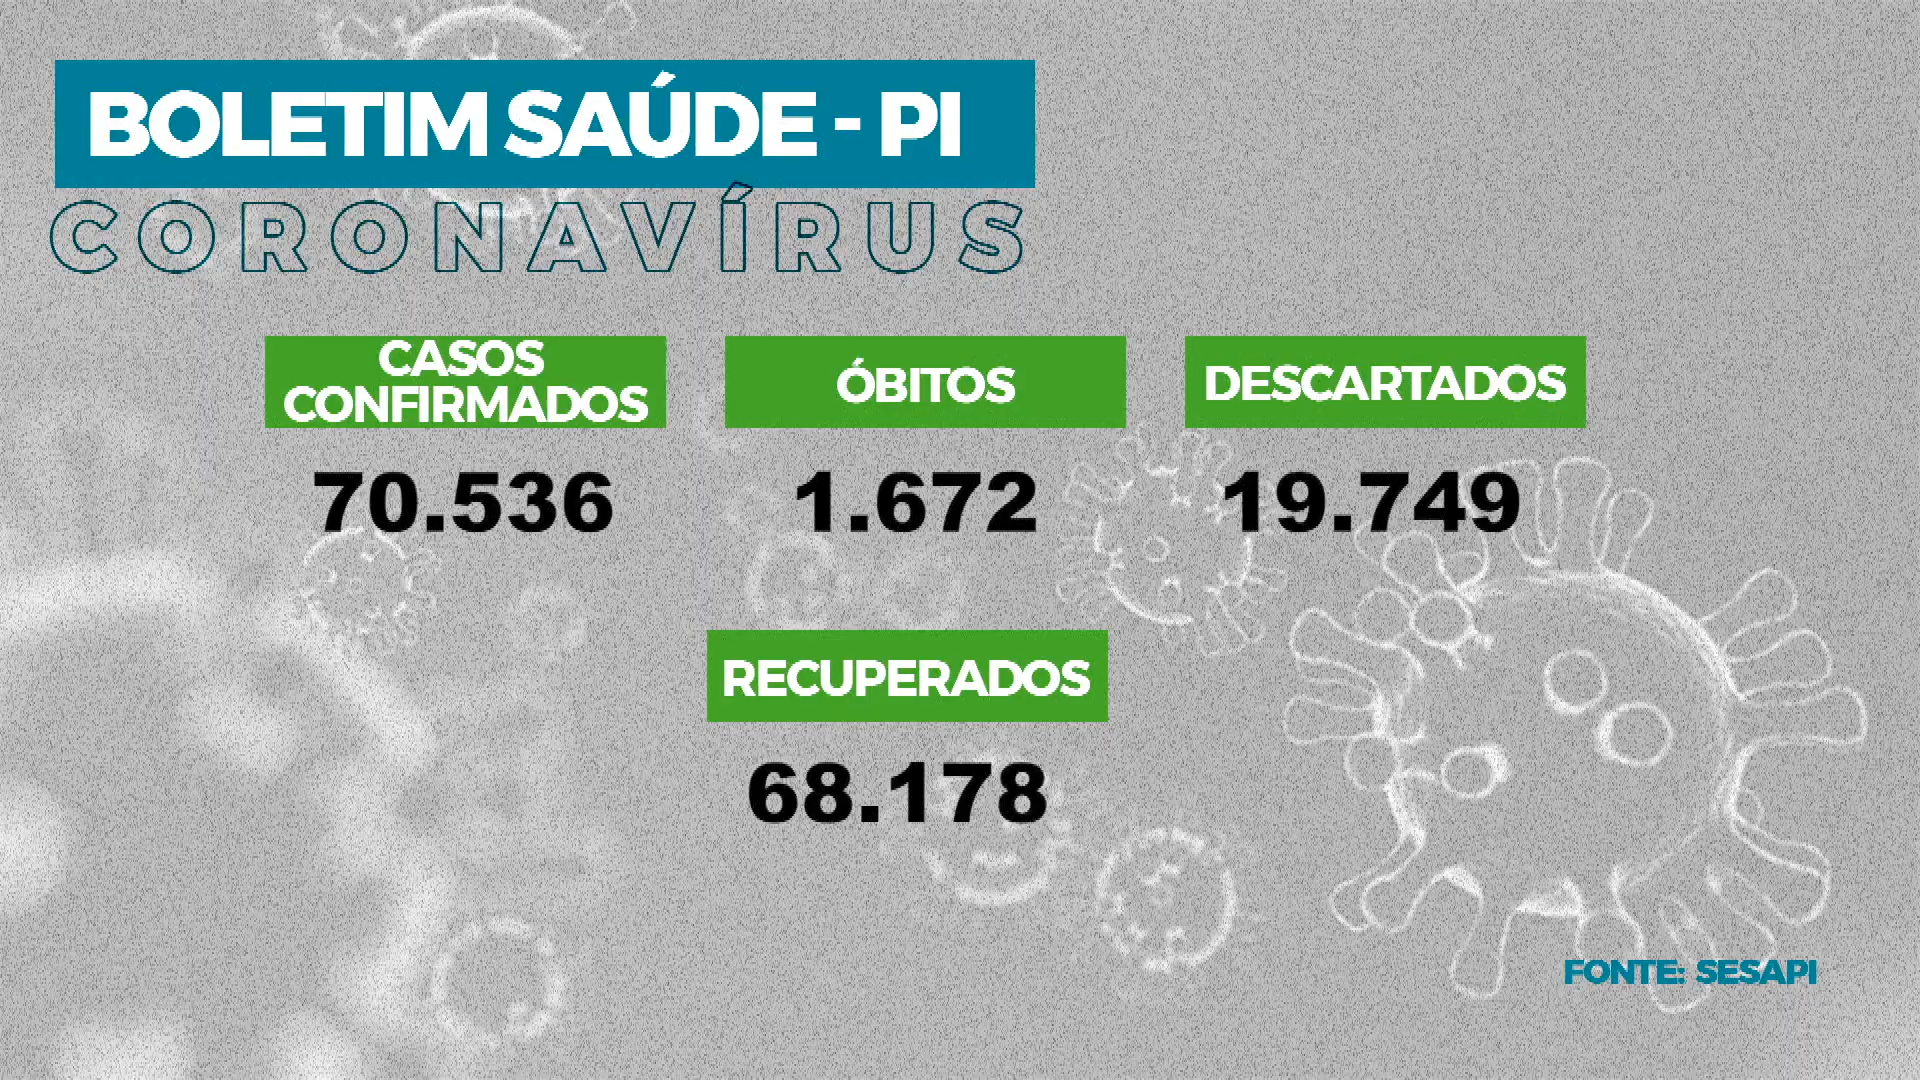 BOLETIM SAÚDE - PI
CORONAVÍRUS
CASOS
CONFIRMADOS
70.536
ÓBITOS
1.672
DESCARTADOS
19.749
RECUPERADOS
68.178
FONTE: SESAPI